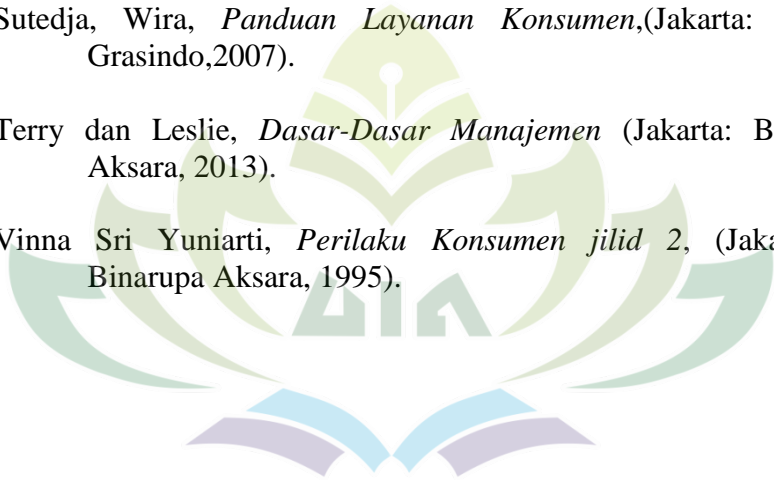 Sutedja, Wira, Panduan Layanan Konsumen,(Jakarta:
Grasindo,2007).
Terry dan Leslie, Dasar-Dasar Manajemen (Jakarta: B
Aksara, 2013).
Vinna Sri Yuniarti, Perilaku Konsumen jilid 2, (Jaka
Binarupa Aksara, 1995).